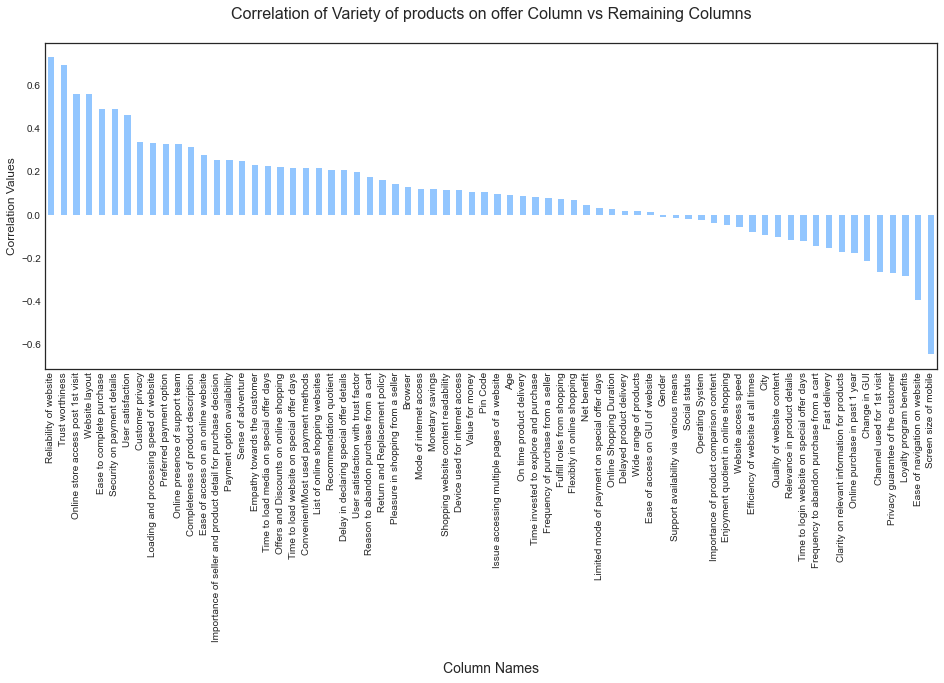 Correlation of Variety of products on offer Column vs Remaining Columns
Correlation Values
0.6
0.4
0.2
0.0
−0.2
−0.4
−0.6
Reliability of website
Trust worthiness
Online store access post 1st visit
Website layout
Ease to complete purchase
Security on payment details
User satisfaction
Customer privacy
Loading and processing speed of website
Preferred payment option
Online presence of support team
Completeness of product description
Ease of access on an online website
Importance of seller and product detail for purchase decision
Payment option availability
Sense of adventure
Empathy towards the customer
Time to load media on special offer days
Offers and Discounts on online shopping
Time to load website on special offer days
Convenient/Most used payment methods
List of online shopping websites
Recommendation quotient
Delay in declaring special offer details
User satisfaction with trust factor
Reason to abandon purchase from a cart
Return and Replacement policy
Pleasure in shopping from a seller
Browser
Mode of internet access
Monetary savings
Shopping website content readability
Device used for internet access
Value for money
Pin Code
Issue accessing multiple pages of a website
Age
On time product delivery
Time invested to explore and purchase
Frequency of purchase from a seller
Fulfill roles from shopping
Flexibity in online shopping
Net benefit
Limited mode of payment on special offer days
Online Shopping Duration
Delayed product delivery
Wide range of products
Ease of access on GUI of website
Gender
Support availability via various means
Social status
Operating System
Importance of product comparison content
Enjoyment quotient in online shopping
Website access speed
Efficiency of website at all times
City
Quality of website content
Relevance in product details
Time to login website on special offer days
Frequency to abandon purchase from a cart
Fast delivery
Clarity on relevant information for products
Online purchase in past 1 year
Change in GUI
Channel used for 1st visit
Privacy guarantee of the customer
Loyalty program benefits
Ease of navigation on website
Screen size of mobile
Column Names